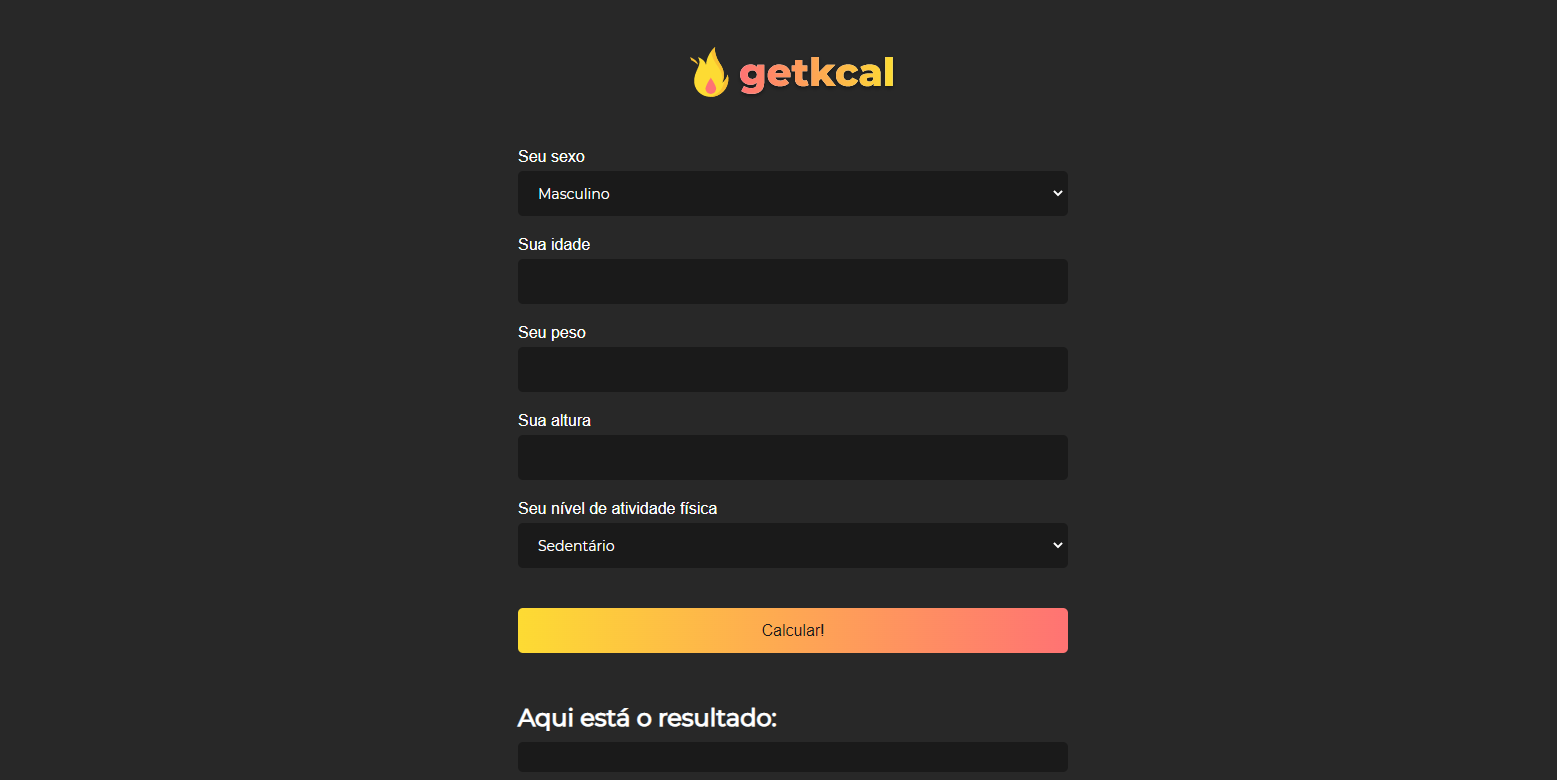 getkcal
Seu sexo
Masculino
Sua idade
Seu peso
Sua altura
Seu nível de atividade física
Sedentário
Calcular!
Aqui está o resultado: